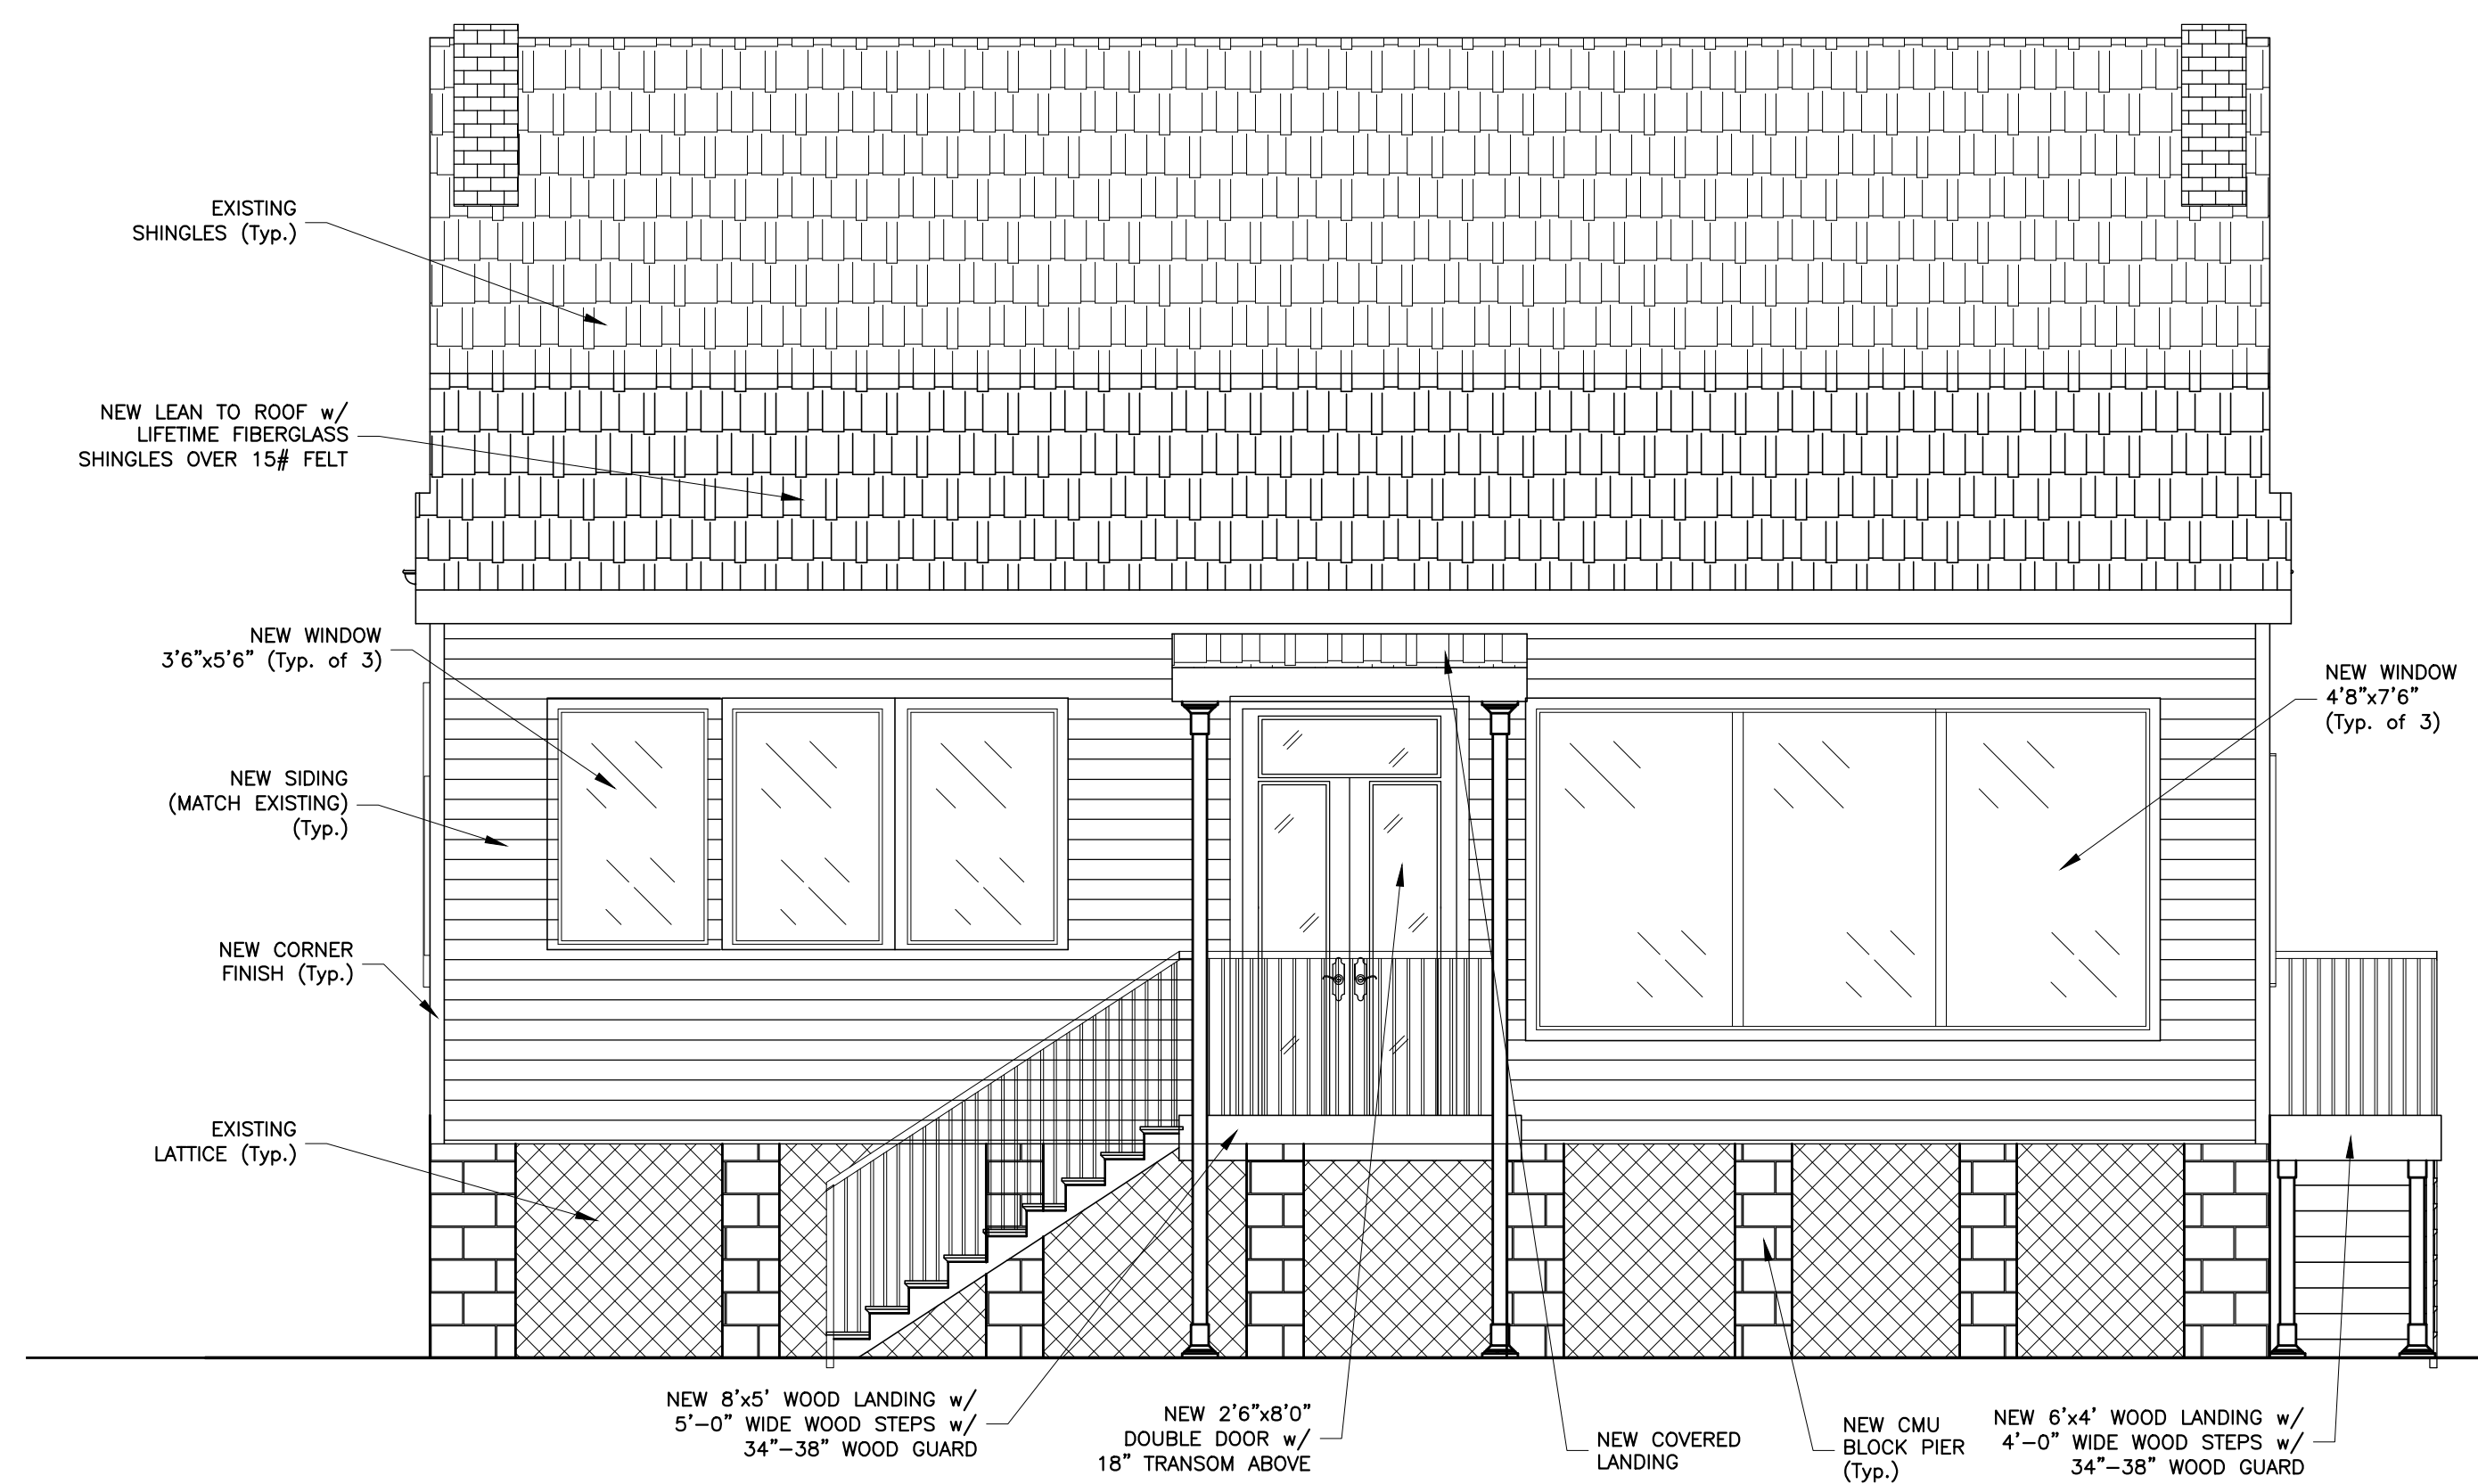 EXISTING
SHINGLES (Typ.)
NEW LEAN TO ROOF w/
LIFETIME FIBERGLASS
SHINGLES OVER 15# FELT
NEW WINDOW
3'6"x5'6" (Typ. of 3)
NEW WINDOW
4'8"x7'6"
(Typ. of 3)
NEW SIDING
(MATCH EXISTING)
(Typ.)
NEW CORNER
FINISH (Typ.)
EXISTING
LATTICE (Typ.)
NEW 8'x5' WOOD LANDING w/
5'-0" WIDE WOOD STEPS w/
34"-38" WOOD GUARD
NEW 2'6"x8'0"
DOUBLE DOOR w/
18" TRANSOM ABOVE
NEW COVERED
LANDING
NEW CMU
BLOCK PIER
(Typ.)
NEW 6'x4' WOOD LANDING w/
4'-0" WIDE WOOD STEPS w/
34"-38" WOOD GUARD